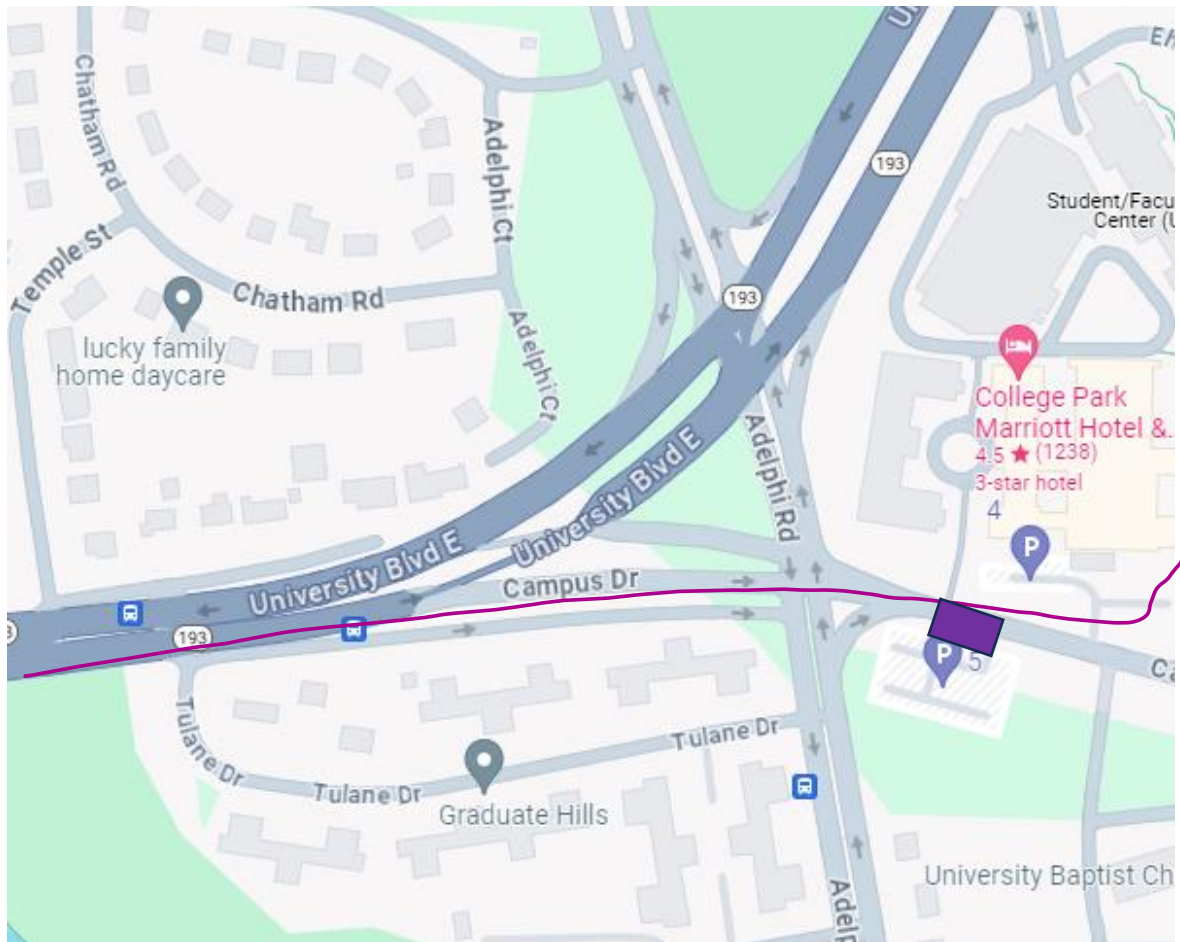 Chatham Rd
Adelphi Ct
Temple St
Chatham Rd
lucky family
home daycare
Adelphi Ct
193
193
Student/Facu
Center (U
College Park
Marriott Hotel &.
4.5 ★ (1238)
3-star hotel
4
P
Adelphi Rd
University Blvd E
University Blvd E
Campus Dr
193
P
5
Tulane Dr
Tulane Dr
Tulane Dr
Graduate Hills
University Baptist Ch
Adelp